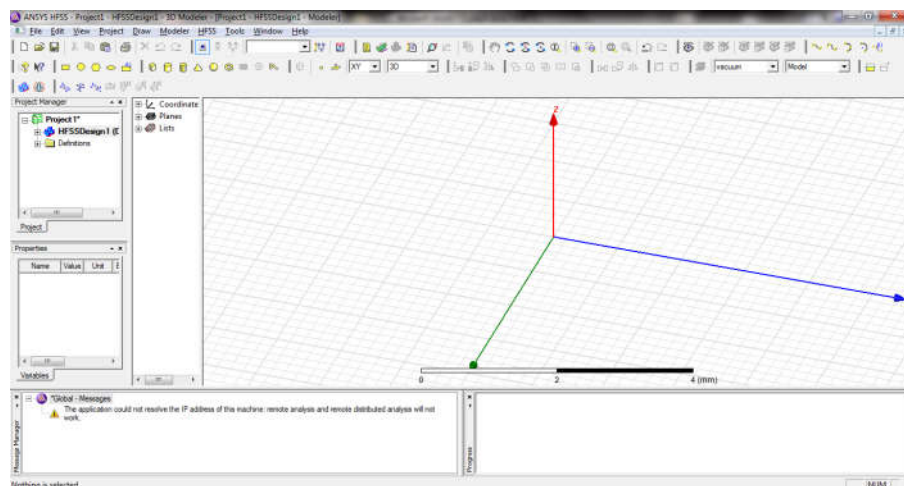 ANSYS HFSS - Project1 - HFSSDesign1 - 3D Modeler - [Project1 - HFSSDesign1 - Modeler]
File Edit View Project Draw Modeler HFSS Tools Window Help
XY 3D vacuum Model
Project Manager
Project1*
HFSSDesign1 (D
Definitions
Project
Coordinate
Planes
Lists
Z
0 2 4 (mm)
Properties
Name Value Unit E
Variables
*Global - Messages
The application could not resolve the IP address of this machine: remote analysis and remote distributed analysis will not
work.
Message Manager
Progress
Nothing is selected
NUM